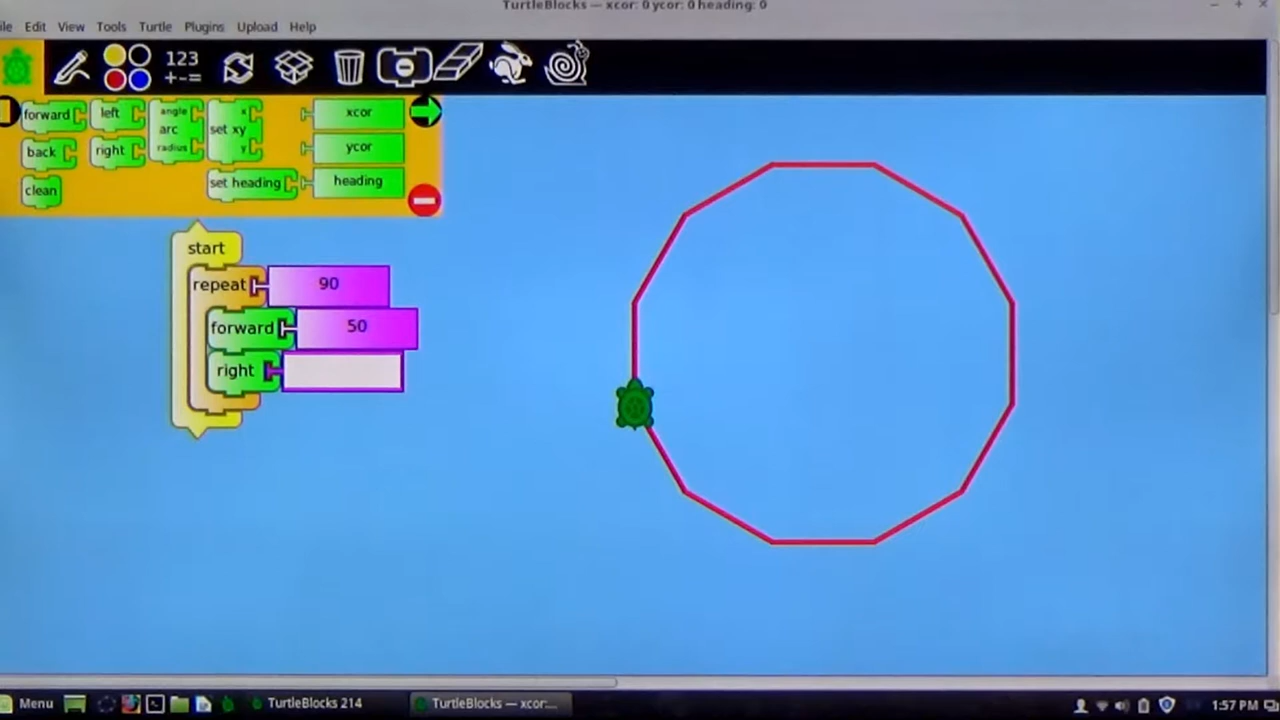 TurtleBlocks — xcor: 0 ycor: 0 heading: 0
Edit View Tools Turtle Plugins Upload Help
123
+-=
forward left angle arc radius set xy x y xcor
back right ycor
clean set heading heading
start
repeat 90
forward 50
right
Menu TurtleBlocks 214 TurtleBlocks — xcor:... 1:57 PM